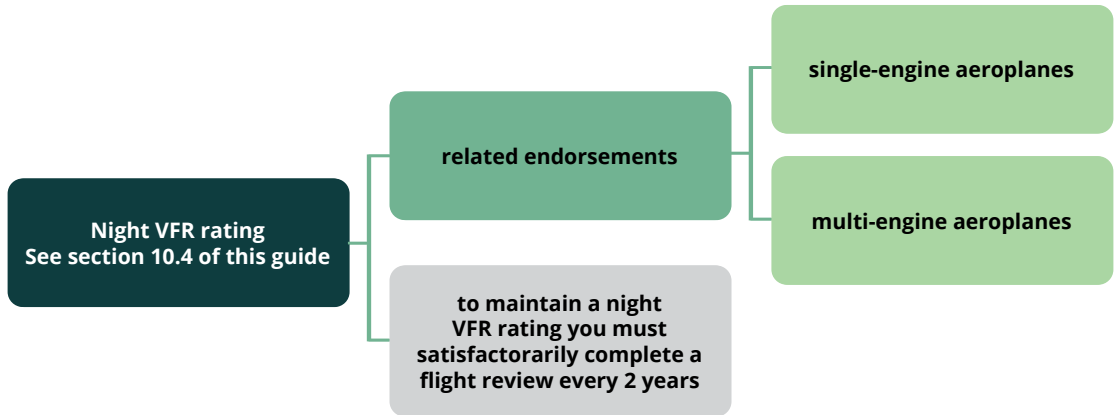 Night VFR rating
See section 10.4 of this guide
related endorsements
single-engine aeroplanes
multi-engine aeroplanes
to maintain a night
VFR rating you must
satisfactorarily complete a
flight review every 2 years